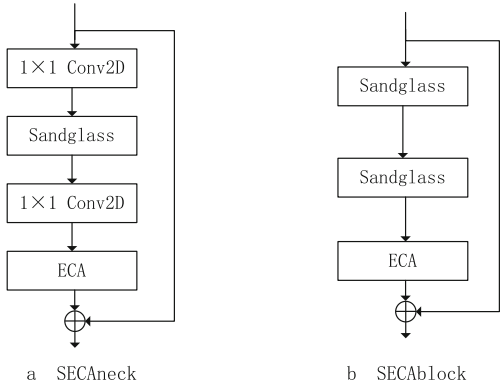 1×1 Conv2D
Sandglass
1×1 Conv2D
ECA
a SECAneck
Sandglass
Sandglass
ECA
b SECAblock